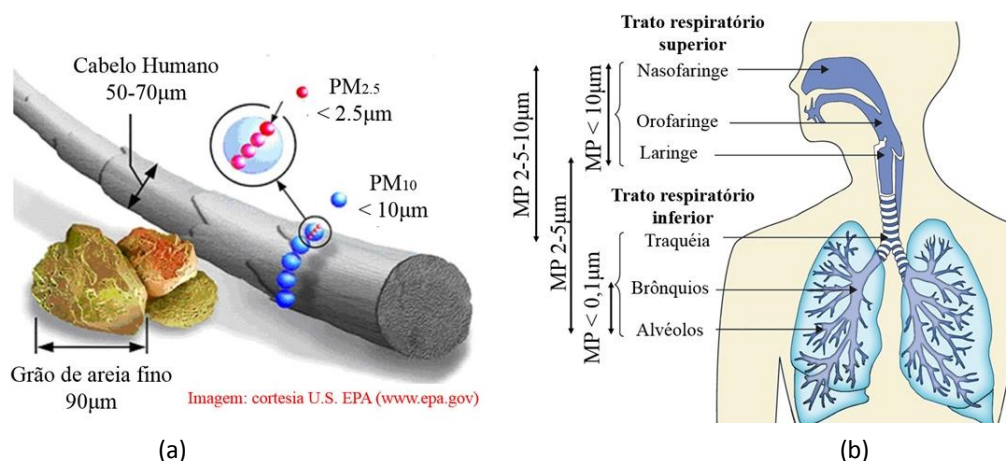 Cabelo Humano
50-70μm
PM2.5
< 2.5μm
PM10
< 10μm
Grão de areia fino
90μm
Imagem: cortesia U.S. EPA (www.epa.gov)
(a)
Trato respiratório
superior
Nasofaringe
Orofaringe
Laringe
Trato respiratório
inferior
Traquéia
Brônquios
Alvéolos
MP 2-5-10μm
MP < 10μm
MP 2-5μm
MP < 0,1μm
(b)